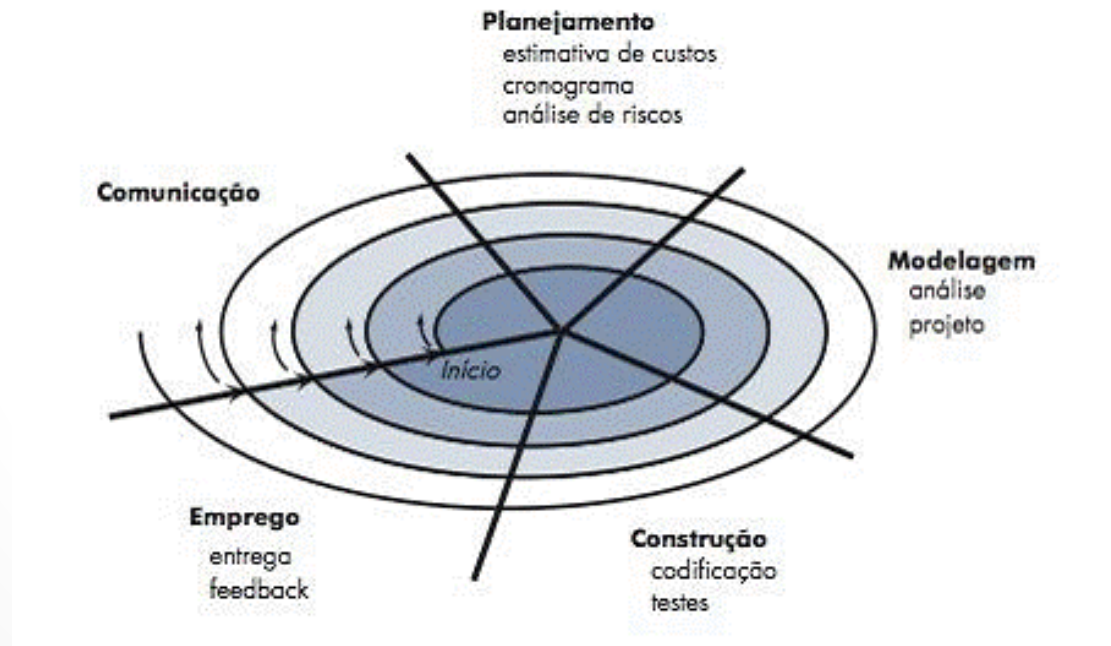 Planejamento
estimativa de custos
cronograma
análise de riscos
Comunicação
Modelagem
análise
projeto
Início
Emprego
entrega
feedback
Construção
codificação
testes